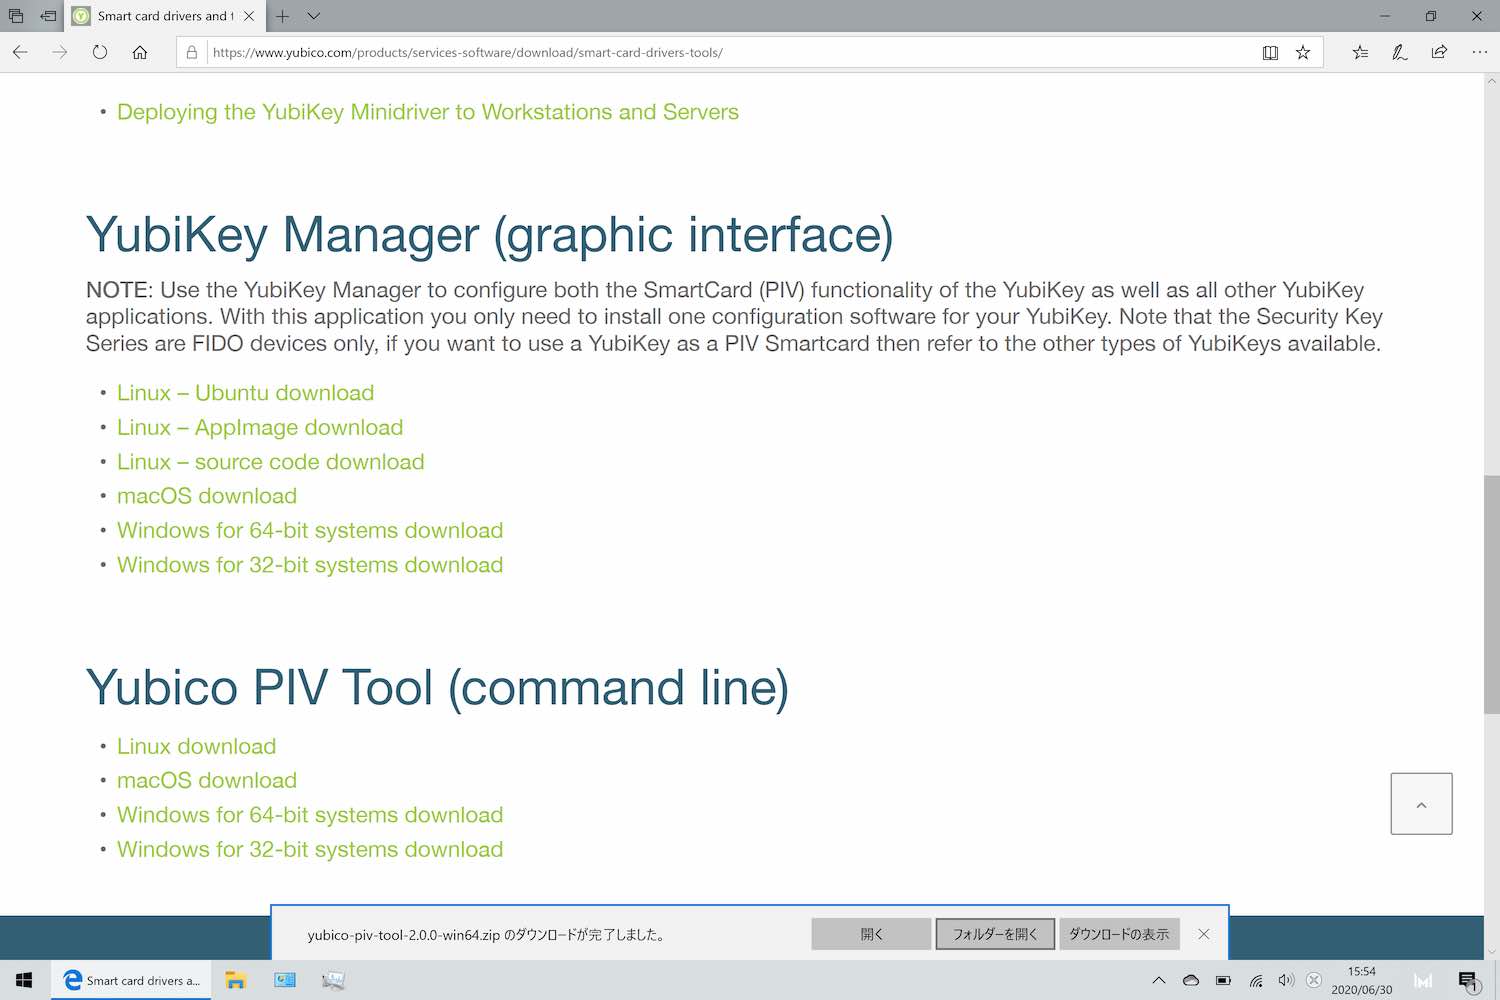 Smart card drivers and t
https://www.yubico.com/products/services-software/download/smart-card-drivers-tools/
• Deploying the YubiKey Minidriver to Workstations and Servers
YubiKey Manager (graphic interface)
NOTE: Use the YubiKey Manager to configure both the SmartCard (PIV) functionality of the YubiKey as well as all other YubiKey
applications. With this application you only need to install one configuration software for your YubiKey. Note that the Security Key
Series are FIDO devices only, if you want to use a YubiKey as a PIV Smartcard then refer to the other types of YubiKeys available.
• Linux – Ubuntu download
• Linux – AppImage download
• Linux – source code download
• macOS download
• Windows for 64-bit systems download
• Windows for 32-bit systems download
Yubico PIV Tool (command line)
• Linux download
• macOS download
• Windows for 64-bit systems download
• Windows for 32-bit systems download
yubico-piv-tool-2.0.0-win64.zip のダウンロードが完了しました。
開く
フォルダーを開く
ダウンロードの表示
Smart card drivers a...
15:54
2020/06/30
1